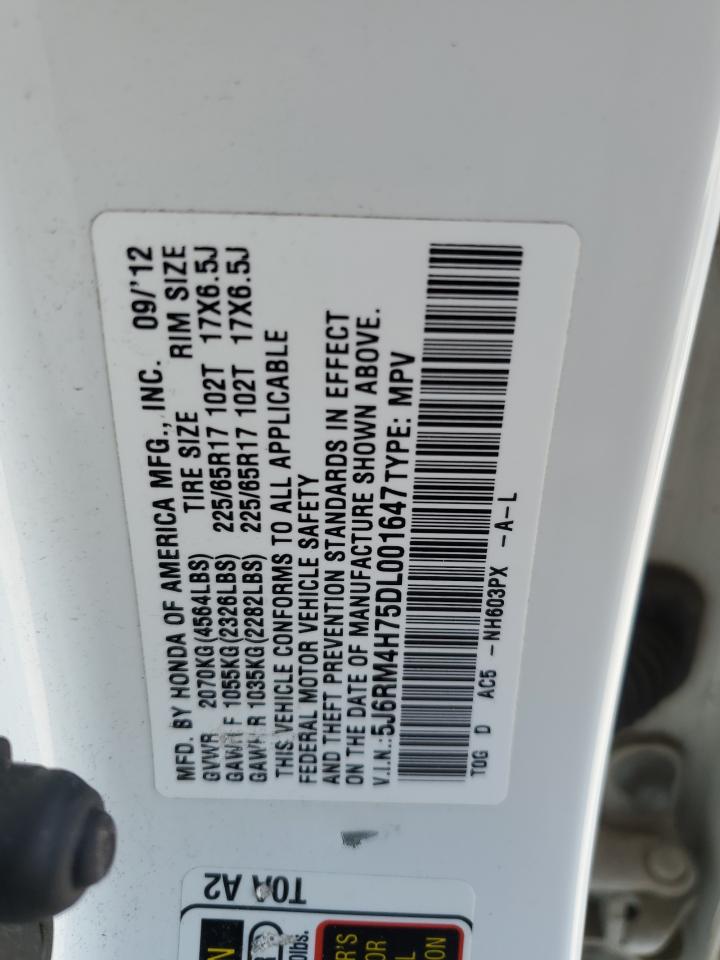 MFD. BY HONDA OF AMERICA MFG., INC. 09/'12
TIRE SIZE RIM SIZE
GVWR 2070KG(4564LBS)
GAWR F 1055KG(2326LBS) 225/65R17 102T 17X6.5J
GAWR R 1035KG(2282LBS) 225/65R17 102T 17X6.5J
THIS VEHICLE CONFORMS TO ALL APPLICABLE
FEDERAL MOTOR VEHICLE SAFETY
AND THEFT PREVENTION STANDARDS IN EFFECT
ON THE DATE OF MANUFACTURE SHOWN ABOVE.
V.I.N.:5J6RM4H75DL001647 TYPE: MPV
T0G D AC5 -NH603PX -A-L
T0A A2